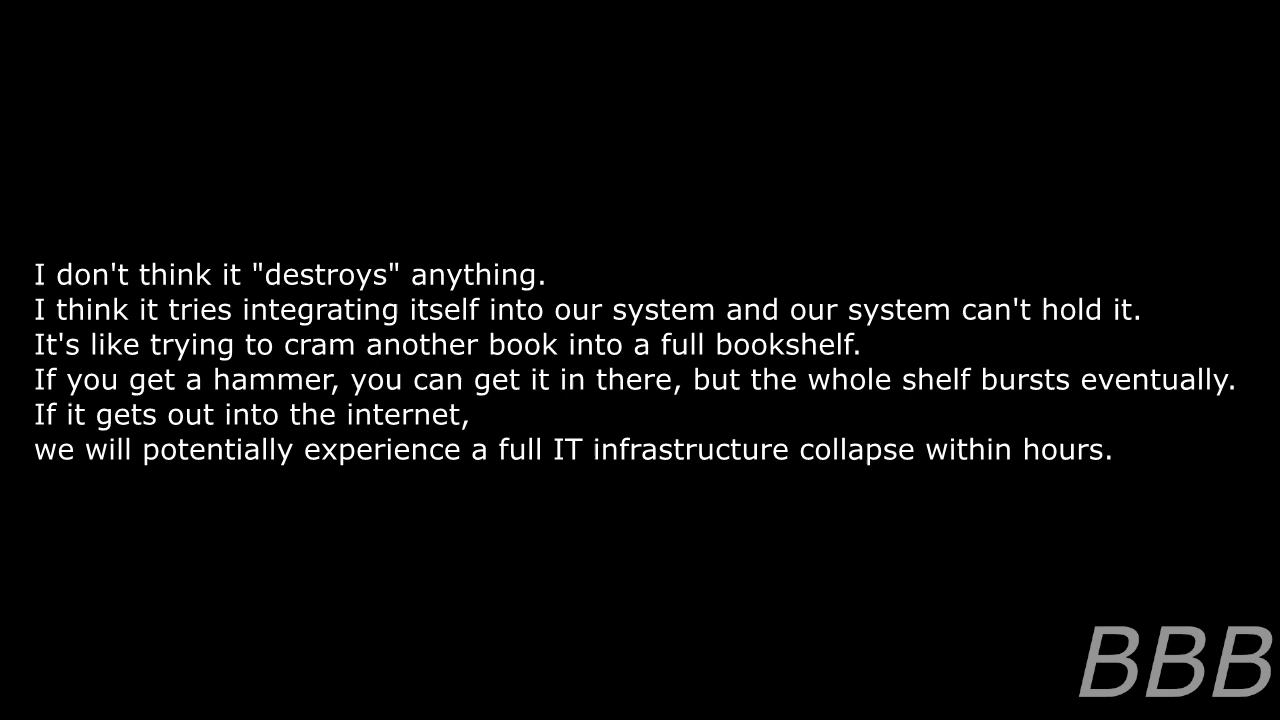 I don't think it "destroys" anything.
I think it tries integrating itself into our system and our system can't hold it.
It's like trying to cram another book into a full bookshelf.
If you get a hammer, you can get it in there, but the whole shelf bursts eventually.
If it gets out into the internet,
we will potentially experience a full IT infrastructure collapse within hours.
BBB